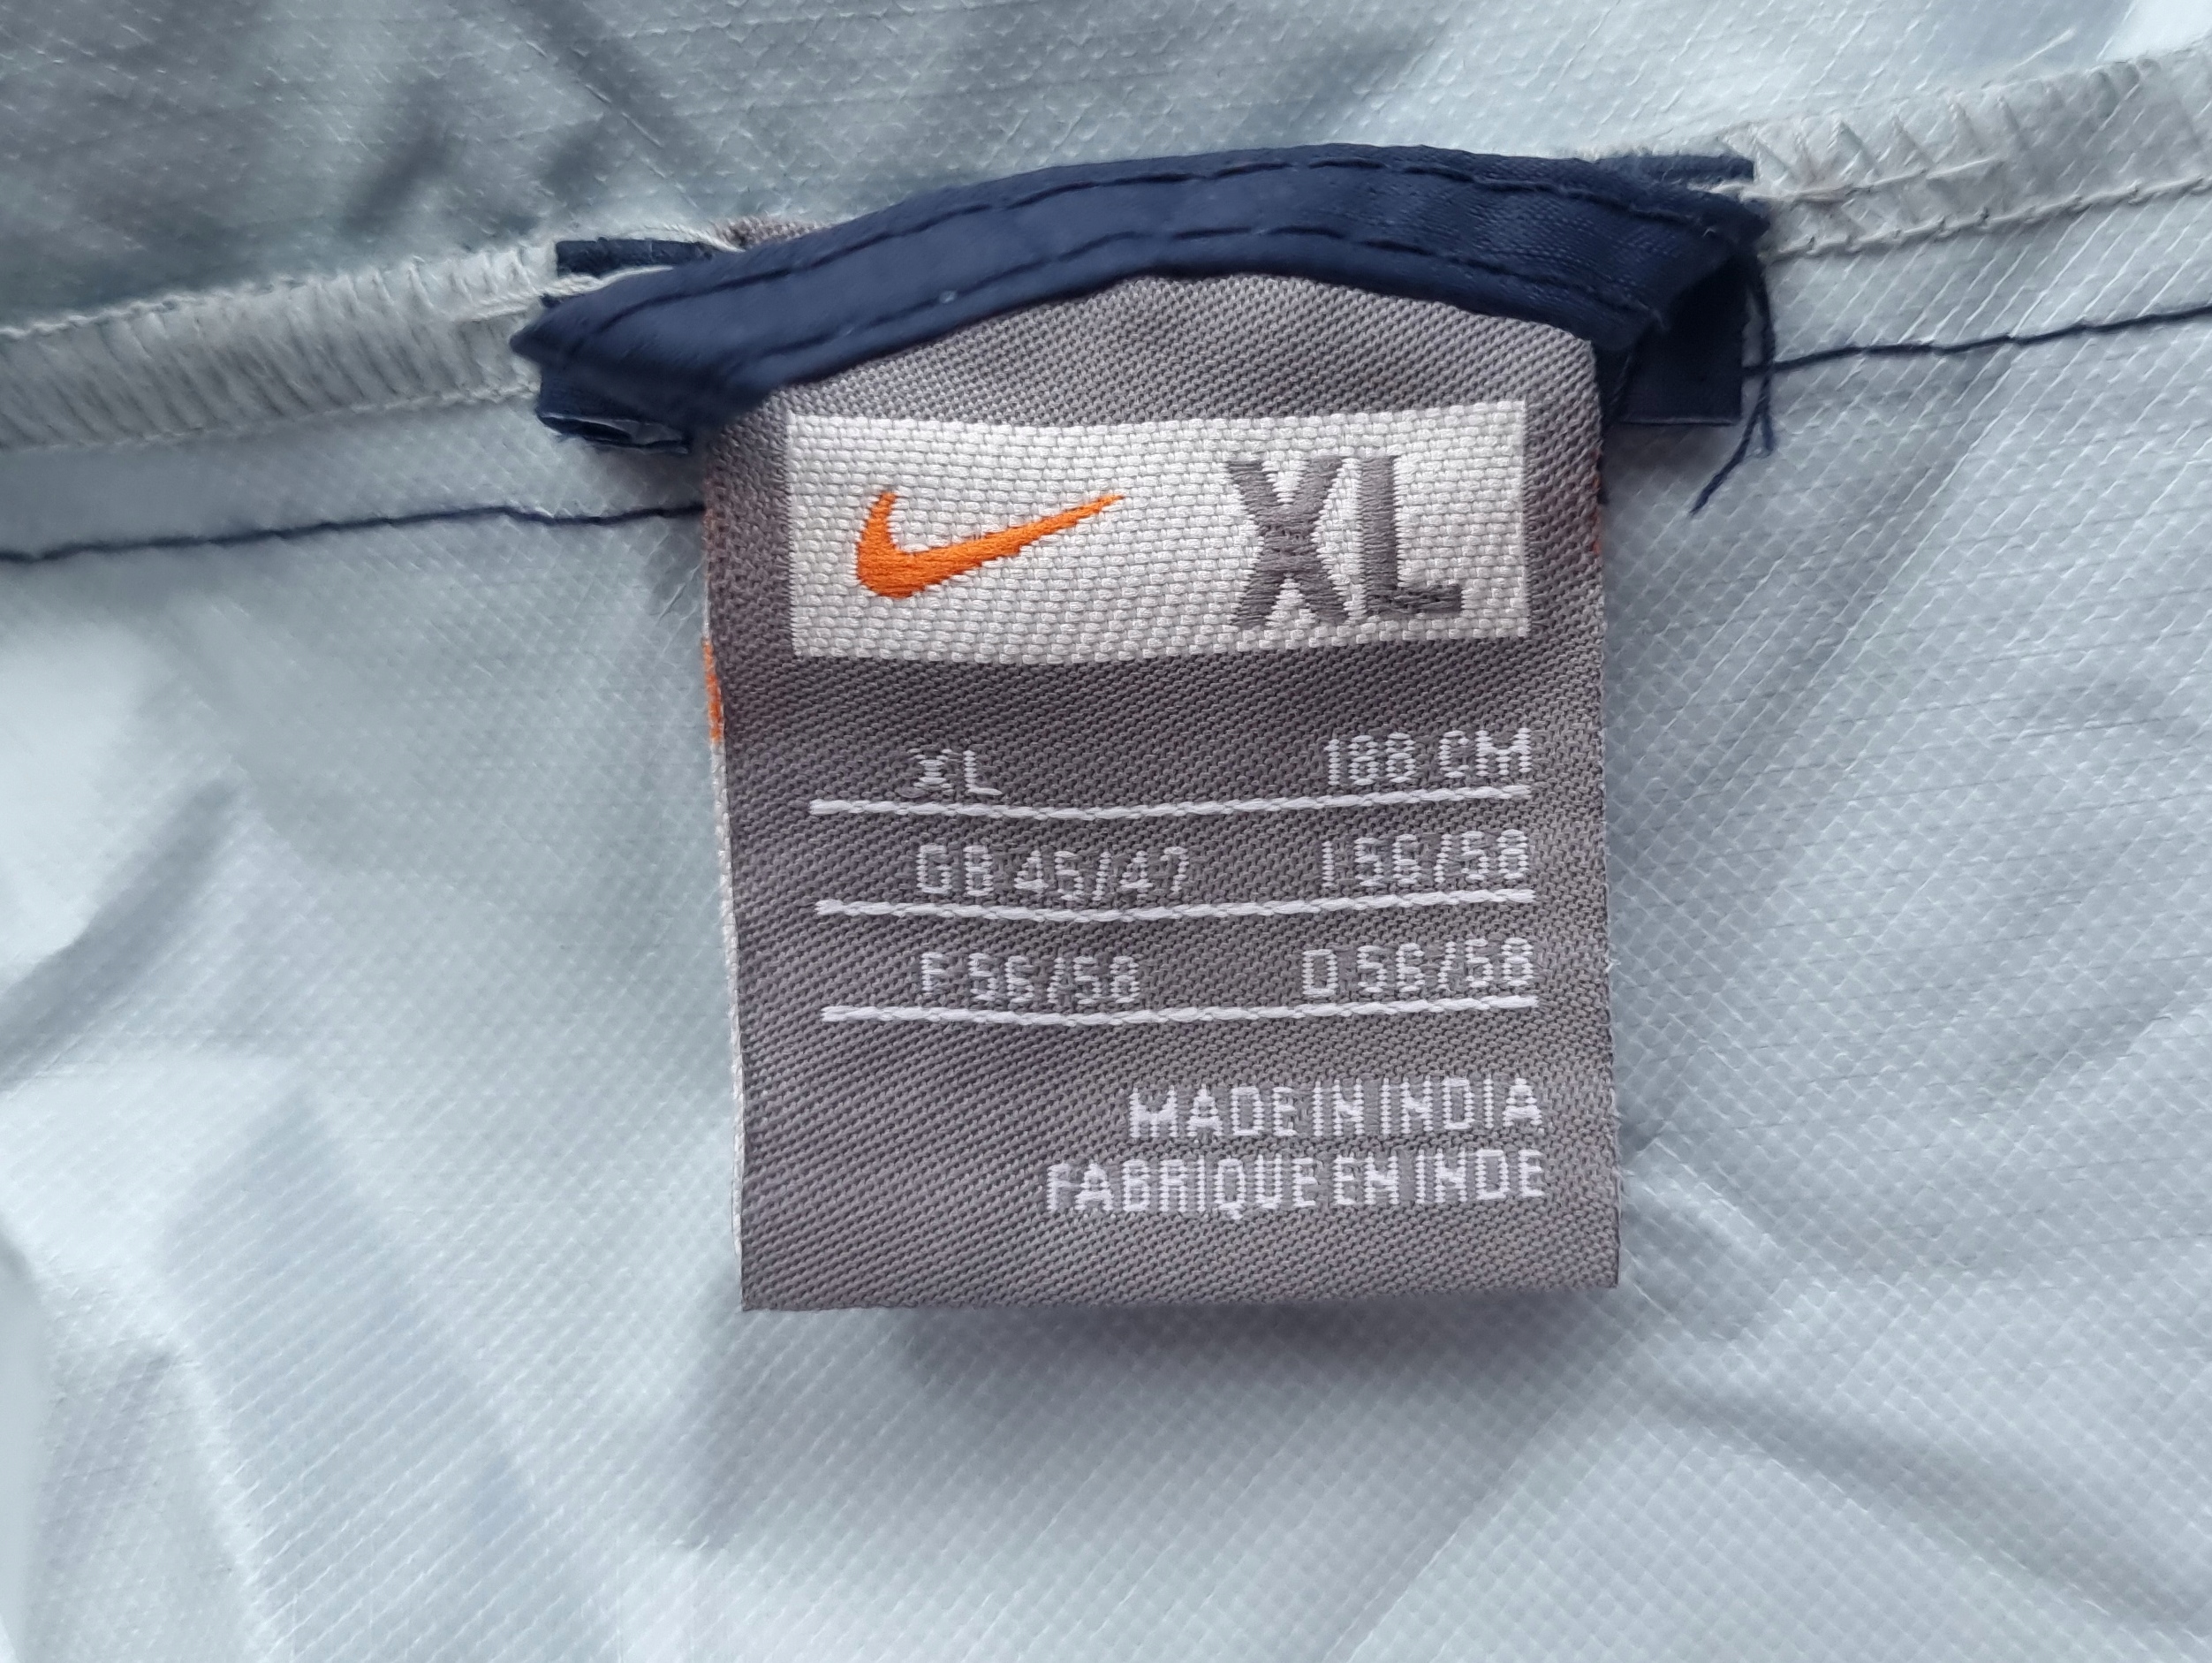 XL
XL 188 CM
GB 45/47 I 56/58
F 56/58 D 56/58
MADE IN INDIA
FABRIQUE EN INDE